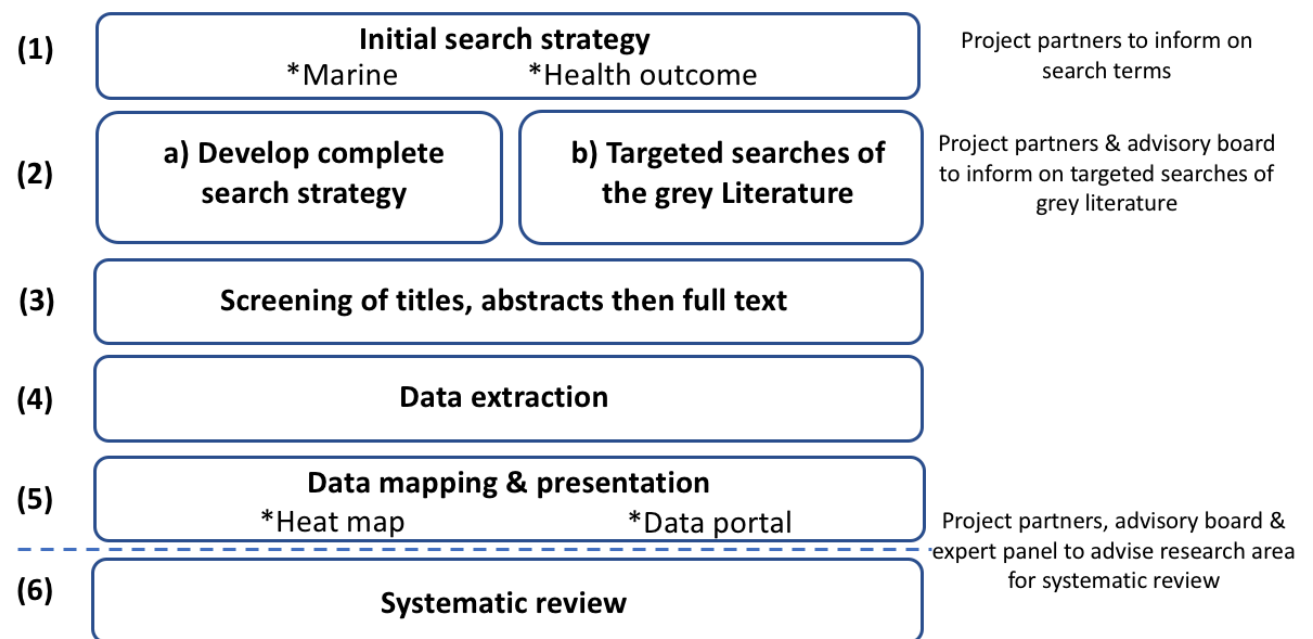 (1)
Initial search strategy
*Marine *Health outcome
Project partners to inform on
search terms
(2)
a) Develop complete
search strategy
b) Targeted searches of
the grey Literature
Project partners & advisory board
to inform on targeted searches of
grey literature
(3)
Screening of titles, abstracts then full text
(4)
Data extraction
(5)
Data mapping & presentation
*Heat map *Data portal
Project partners, advisory board &
expert panel to advise research area
for systematic review
(6)
Systematic review